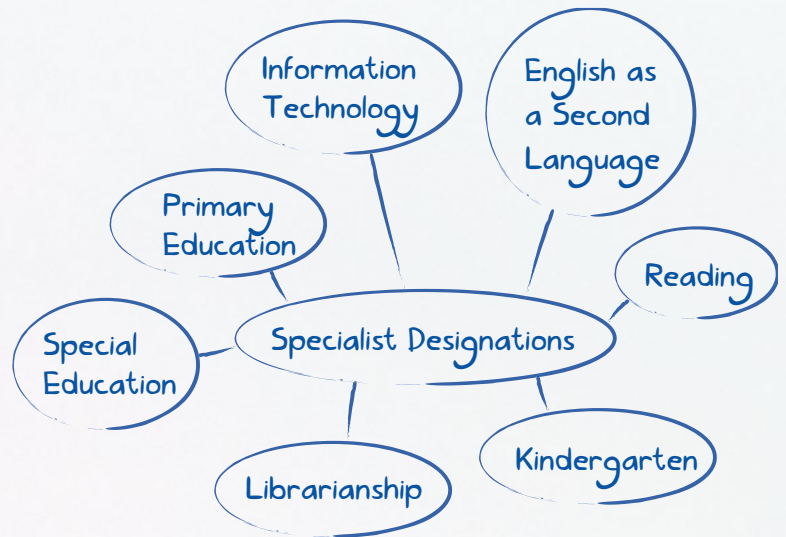 Information
Technology
English as
a Second
Language
Primary
Education
Reading
Specialist Designations
Special
Education
Kindergarten
Librarianship